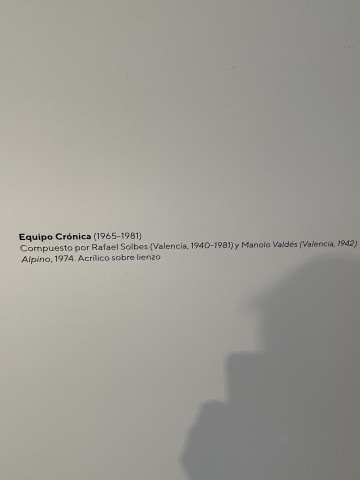 Equipo Crónica (1965-1981)
Compuesto por Rafael Solbes (Valencia, 1940-1981) y Manolo Valdés (Valencia, 1942)
Alpino, 1974. Acrílico sobre lienzo